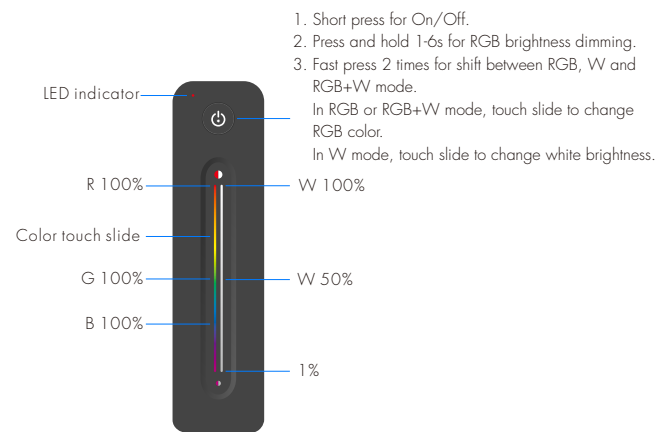 1. Short press for On/Off.
2. Press and hold 1-6s for RGB brightness dimming.
3. Fast press 2 times for shift between RGB, W and
RGB+W mode.
In RGB or RGB+W mode, touch slide to change
RGB color.
In W mode, touch slide to change white brightness.
LED indicator
R 100%
W 100%
Color touch slide
G 100%
W 50%
B 100%
1%